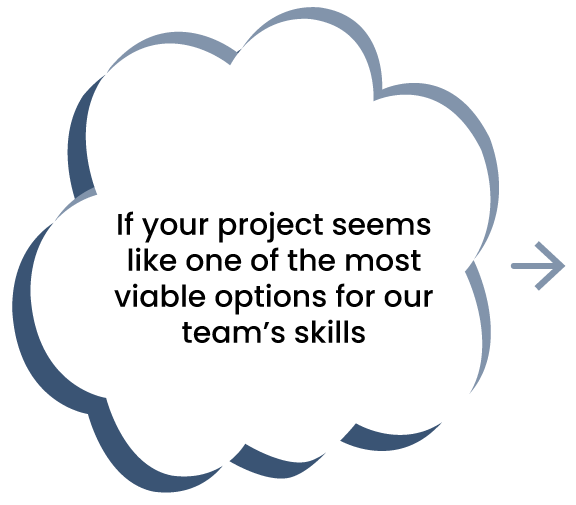 If your project seems
like one of the most
viable options for our
team's skills